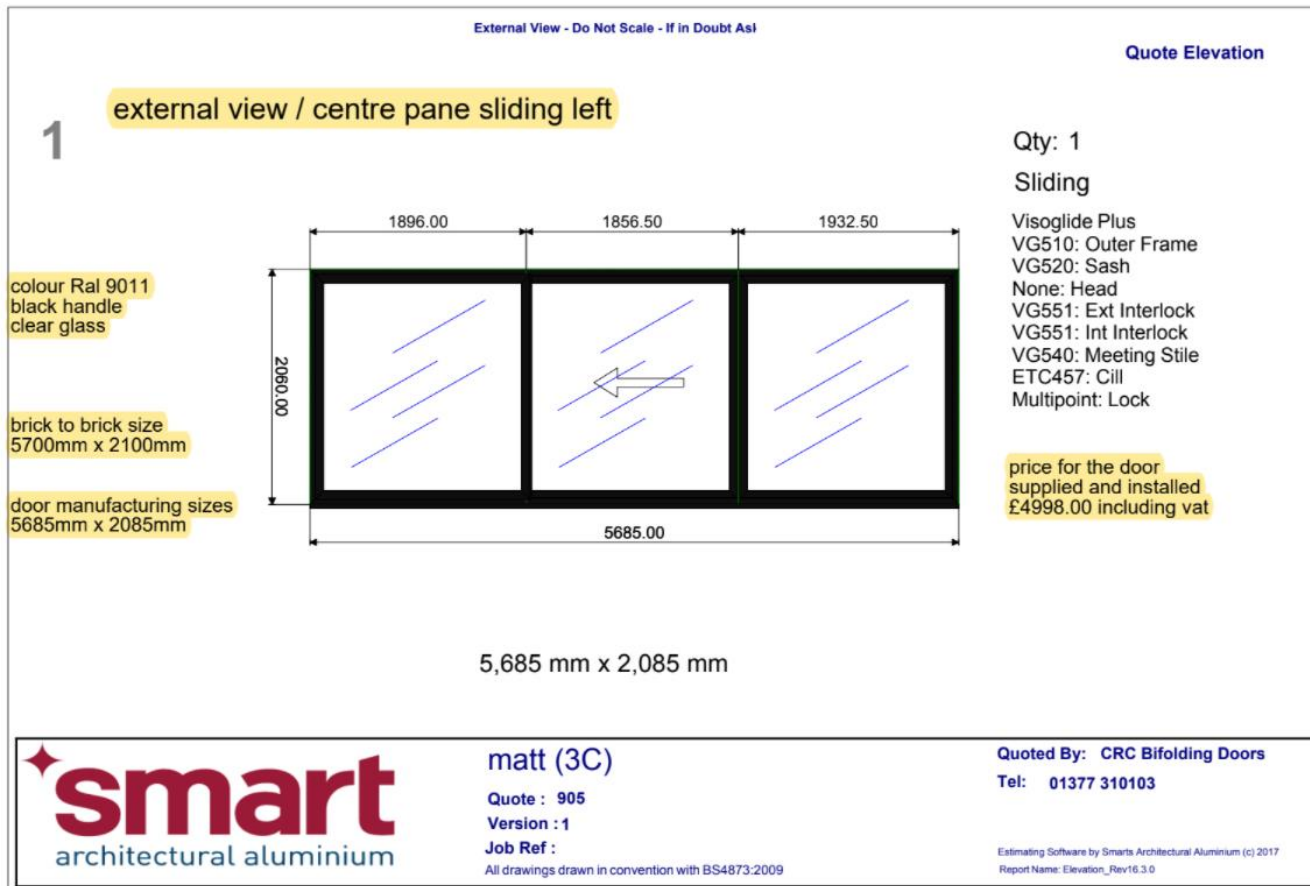 External View - Do Not Scale - If in Doubt Ask
Quote Elevation
external view / centre pane sliding left
1
Qty: 1
Sliding
Visoglide Plus
VG510: Outer Frame
VG520: Sash
None: Head
VG551: Ext Interlock
VG551: Int Interlock
VG540: Meeting Stile
ETC457: Cill
Multipoint: Lock
1896.00
1856.50
1932.50
colour Ral 9011
black handle
clear glass
2060.00
brick to brick size
5700mm x 2100mm
door manufacturing sizes
5685mm x 2085mm
price for the door
supplied and installed
£4998.00 including vat
5685.00
5,685 mm x 2,085 mm
smart
architectural aluminium
matt (3C)
Quote : 905
Version : 1
Job Ref :
All drawings drawn in convention with BS4873:2009
Quoted By: CRC Bifolding Doors
Tel: 01377 310103
Estimating Software by Smarts Architectural Aluminium (c) 2017
Report Name: Elevation_Rev16.3.0